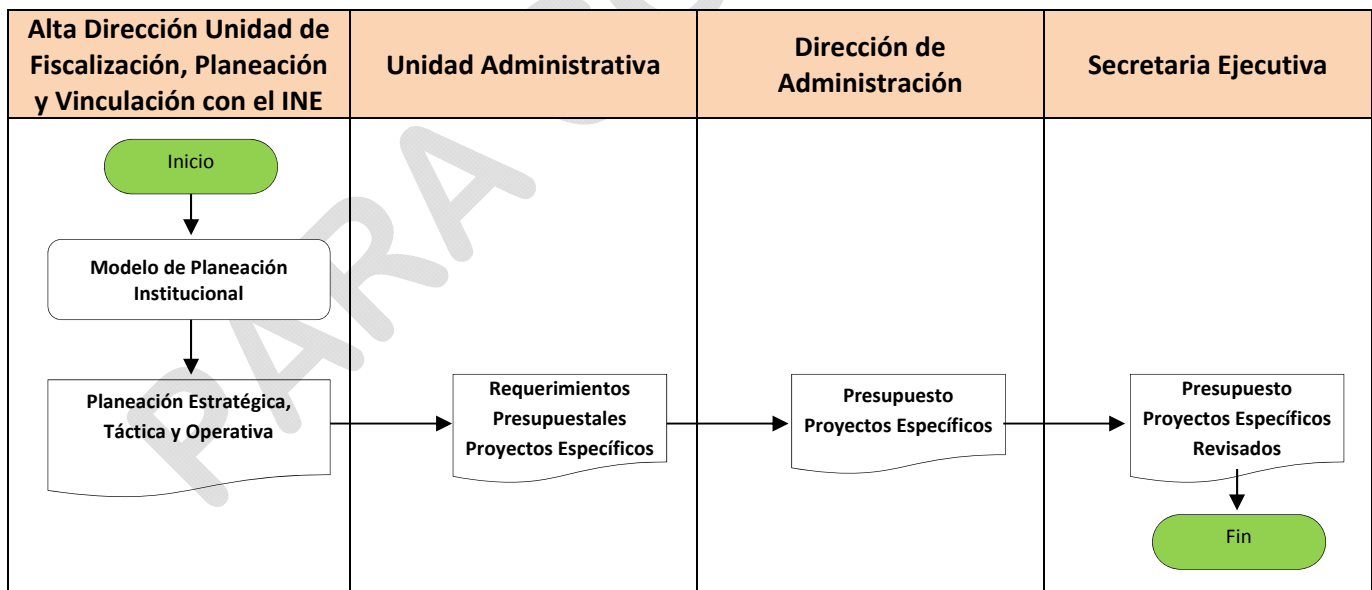 Alta Dirección Unidad de
Fiscalización, Planeación
y Vinculación con el INE
Unidad Administrativa
Dirección de
Administración
Secretaria Ejecutiva
Inicio
Modelo de Planeación
Institucional
Planeación Estratégica,
Táctica y Operativa
Requerimientos
Presupuestales
Proyectos Específicos
Presupuesto
Proyectos Específicos
Presupuesto
Proyectos Específicos
Revisados
Fin
PARA